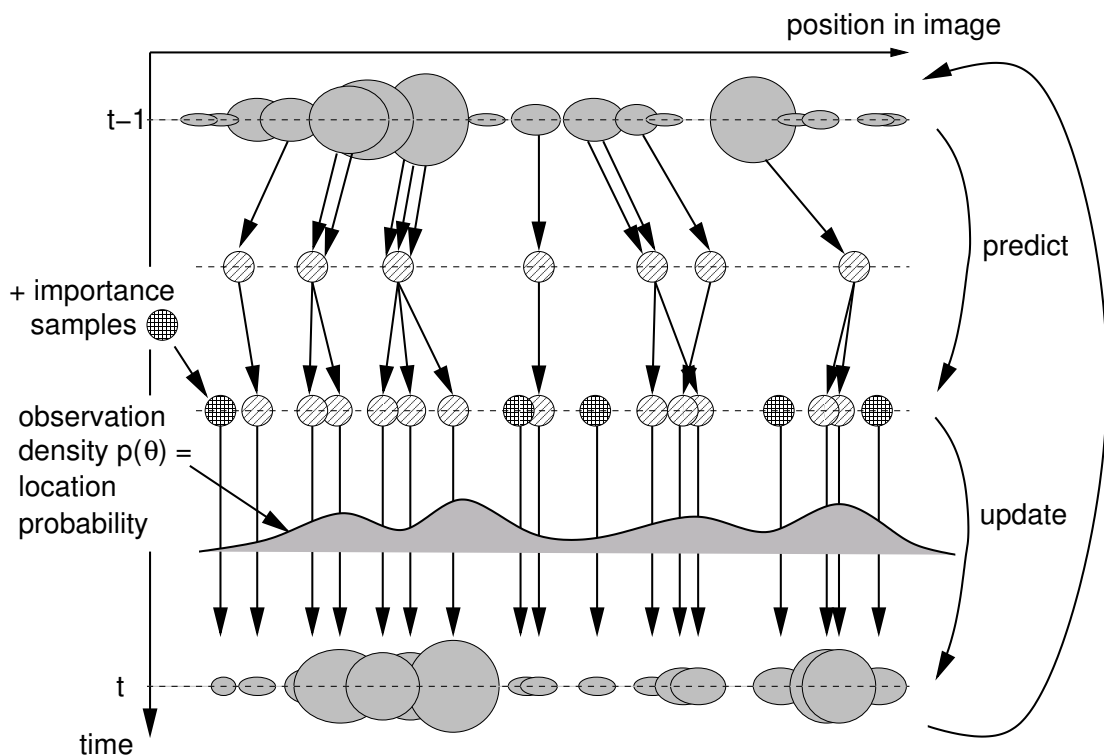 position in image
t−1
predict
+ importance
samples
observation
density p(θ) =
location
probability
update
t
time